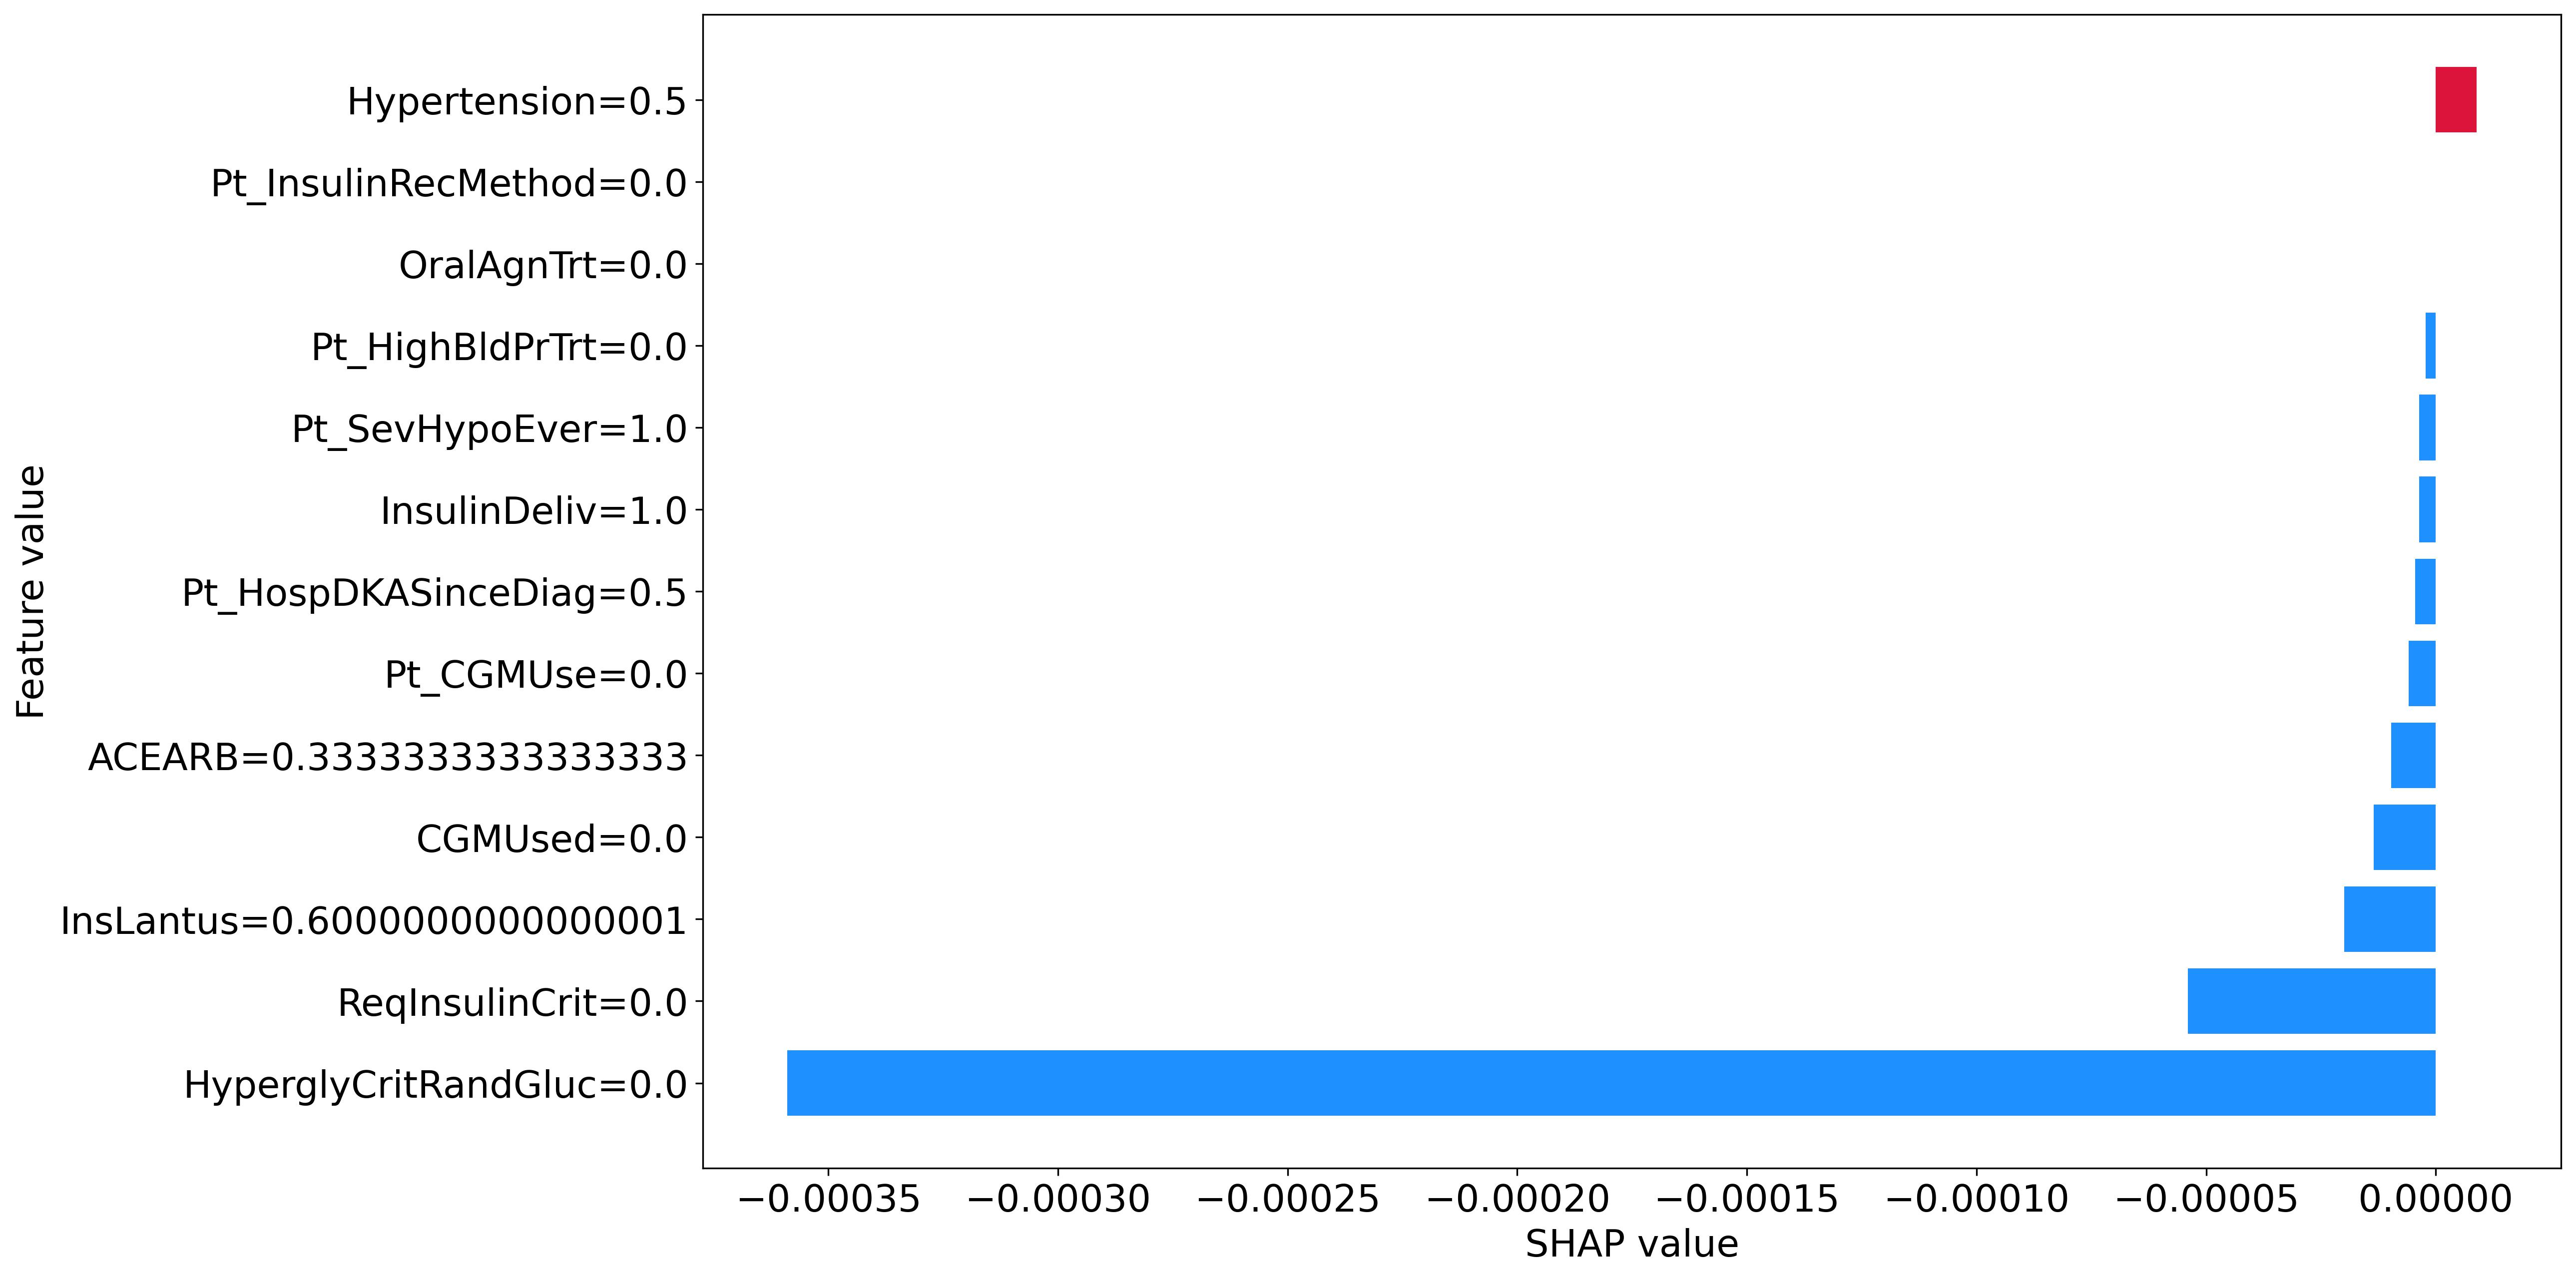 Hypertension=0.5
Pt_InsulinRecMethod=0.0
OralAgnTrt=0.0
Pt_HighBldPrTrt=0.0
Pt_SevHypoEver=1.0
InsulinDeliv=1.0
Pt_HospDKASinceDiag=0.5
Pt_CGMUse=0.0
ACEARB=0.3333333333333333
CGMUsed=0.0
InsLantus=0.6000000000000001
ReqInsulinCrit=0.0
HyperglyCritRandGluc=0.0
Feature value
−0.00035 −0.00030 −0.00025 −0.00020 −0.00015 −0.00010 −0.00005 0.00000
SHAP value